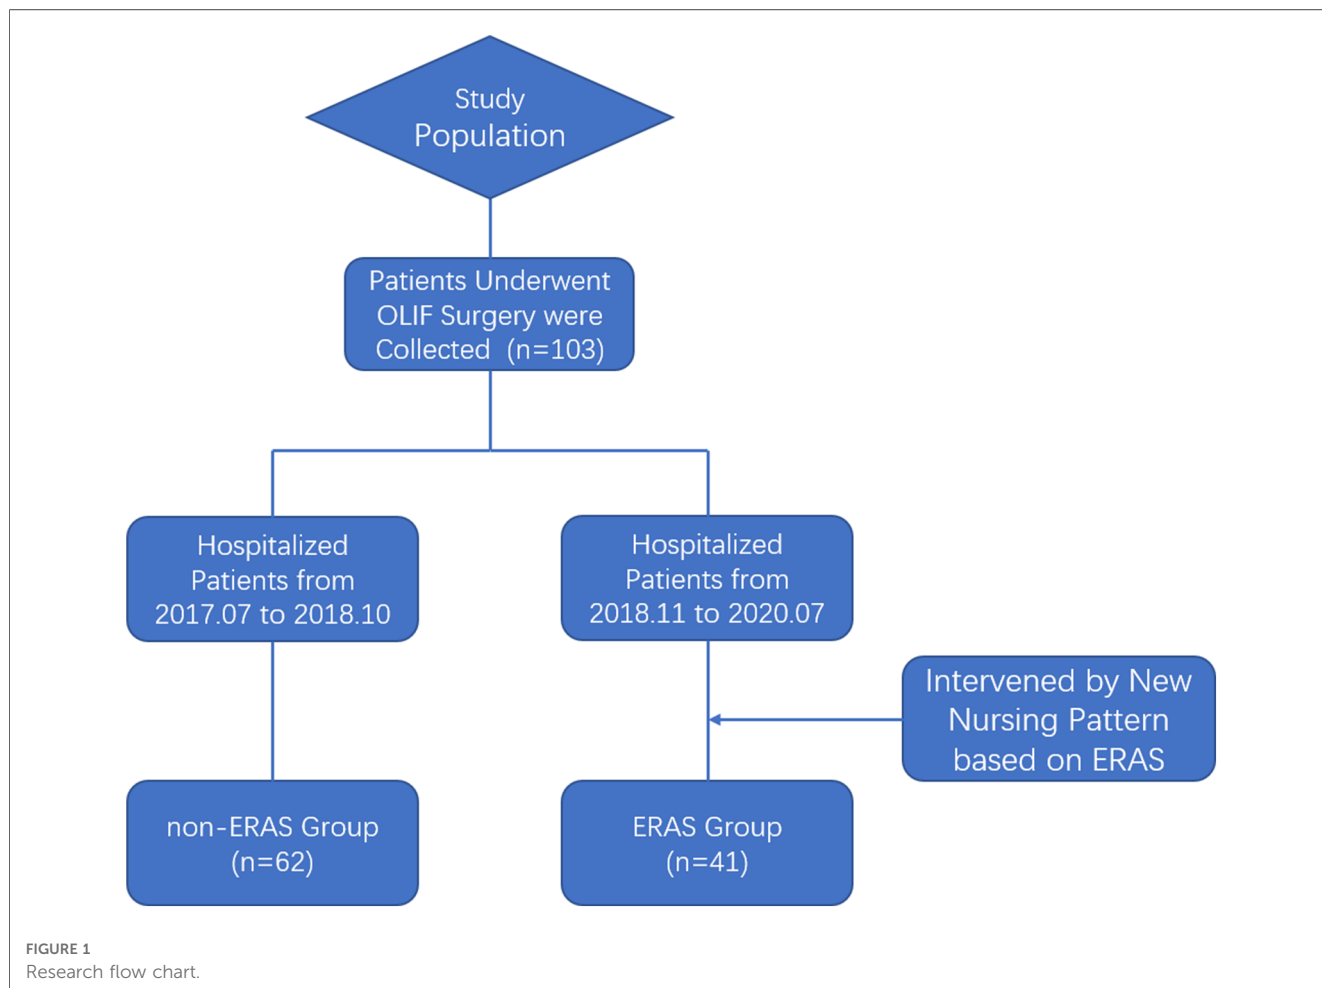 Study
Population
Patients Underwent
OLIF Surgery were
Collected (n=103)
Hospitalized
Patients from
2017.07 to 2018.10
Hospitalized
Patients from
2018.11 to 2020.07
Intervened by New
Nursing Pattern
based on ERAS
non-ERAS Group
(n=62)
ERAS Group
(n=41)
FIGURE 1
Research flow chart.